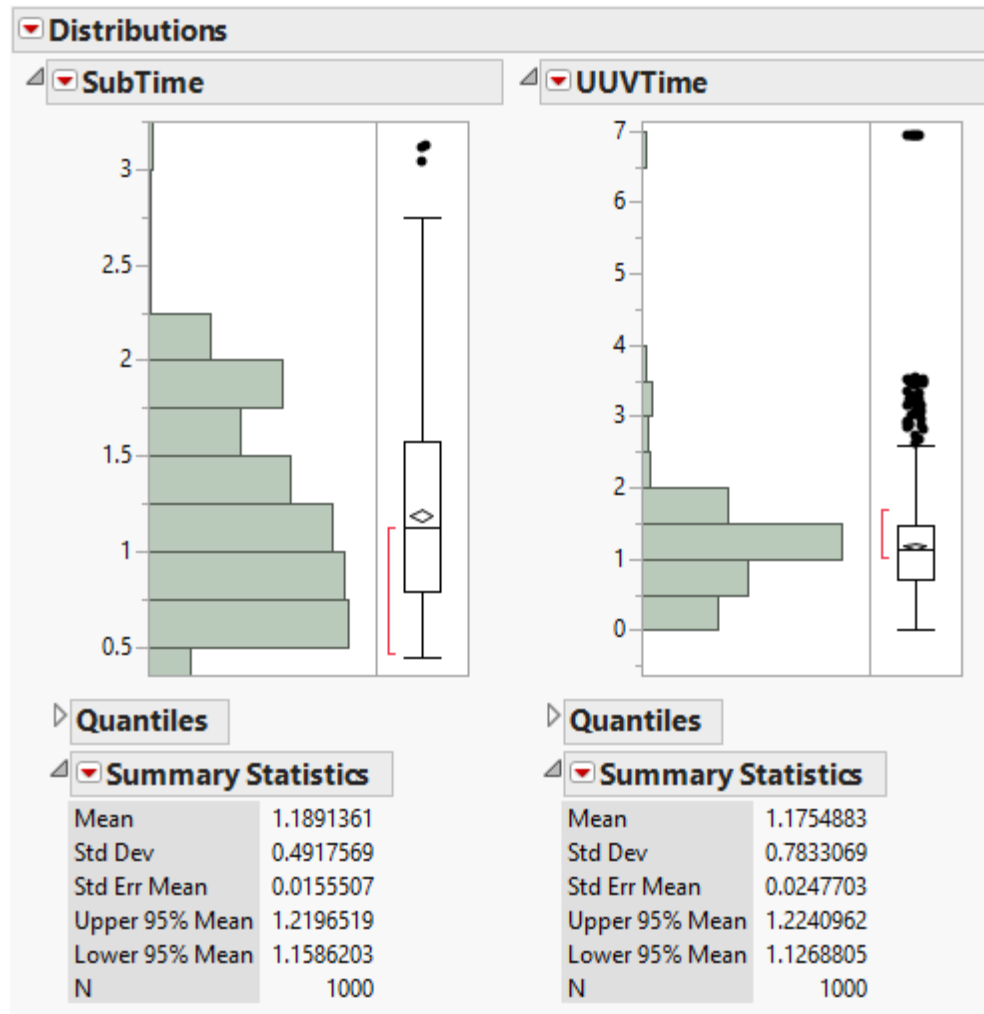 Distributions
SubTime
3
2.5
2
1.5
1
0.5
Quantiles
Summary Statistics
Mean 1.1891361
Std Dev 0.4917569
Std Err Mean 0.0155507
Upper 95% Mean 1.2196519
Lower 95% Mean 1.1586203
N 1000
UUVTime
7
6
5
4
3
2
1
0
Quantiles
Summary Statistics
Mean 1.1754883
Std Dev 0.7833069
Std Err Mean 0.0247703
Upper 95% Mean 1.2240962
Lower 95% Mean 1.1268805
N 1000